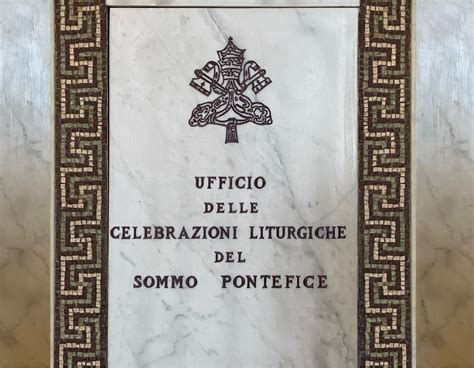 UFFICIO
DELLE
CELEBRAZIONI LITURGICHE
DEL
SOMMO PONTEFICE